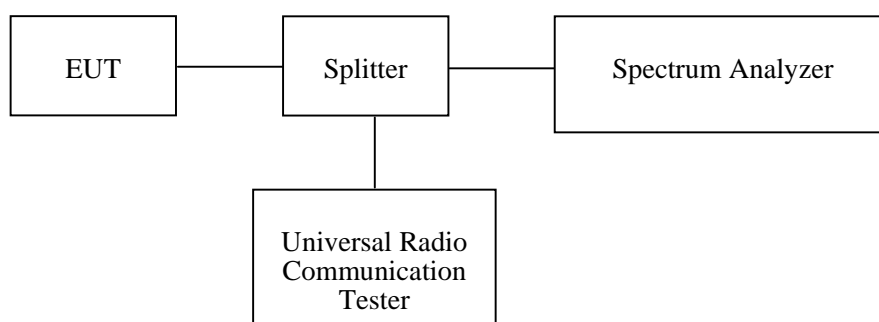 EUT
Splitter
Spectrum Analyzer
Universal Radio
Communication
Tester